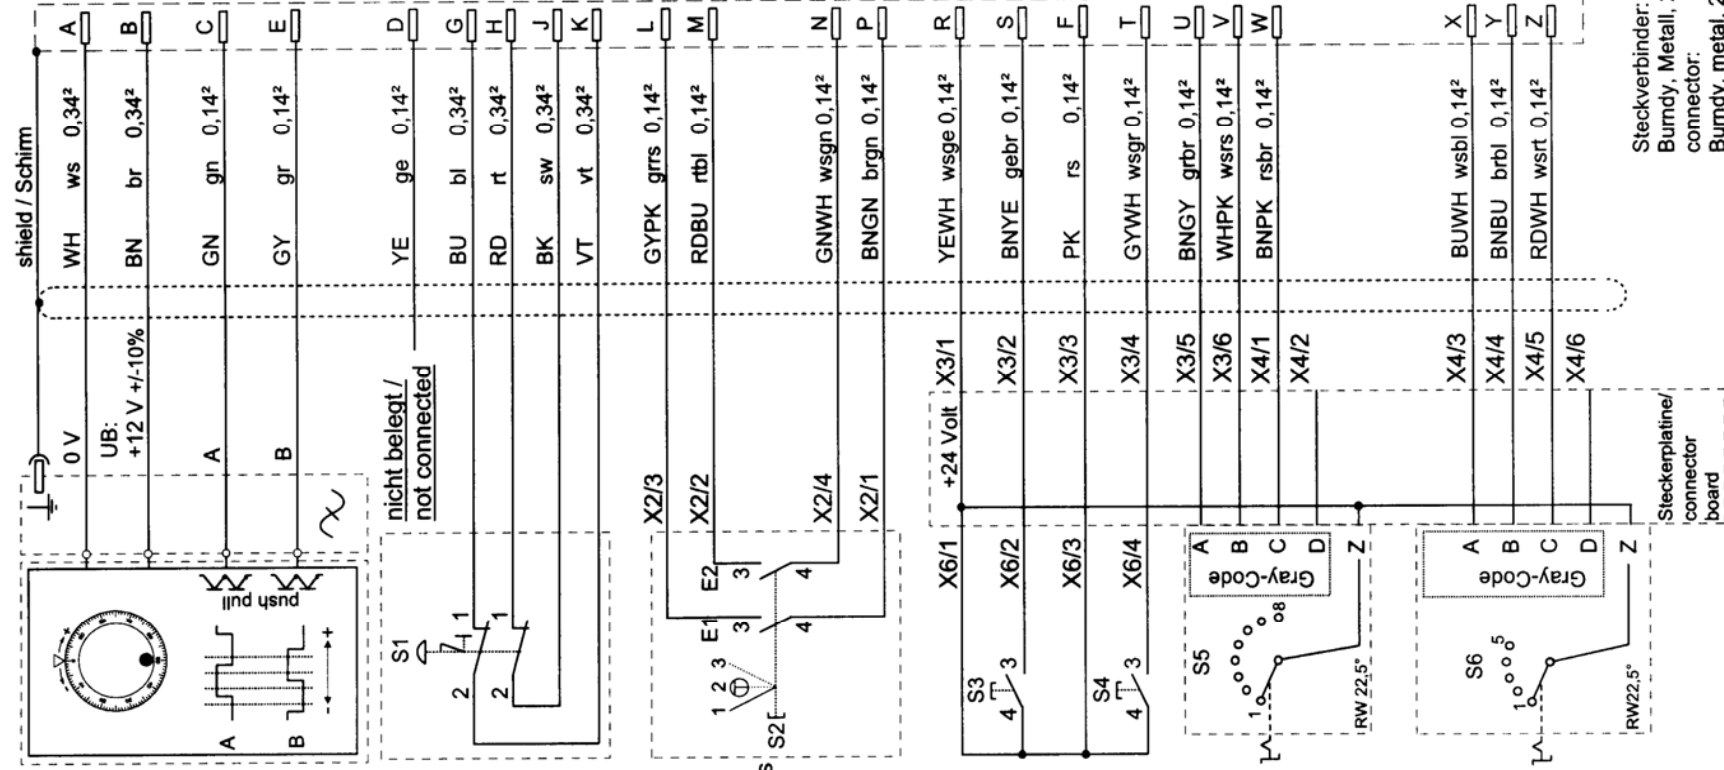 shield / Schirm
A
WH ws 0,34²
0 V
B
BN br 0,34²
UB:
+12 V +/-10%
C
GN gn 0,14²
A
E
GY gr 0,14²
B
D
YE ge 0,14²
nicht belegt /
not connected
G
BU bl 0,34²
H
RD rt 0,34²
J
BK sw 0,34²
K
VT vt 0,34²
L
GYPK grrs 0,14²
X2/3
M
RDBU rtbl 0,14²
X2/2
N
GNWH wsgn 0,14²
X2/4
P
BNGN brgn 0,14²
X2/1
R
YEWH wsge 0,14²
X3/1
S
BNYE gebr 0,14²
X3/2
F
PK rs 0,14²
X3/3
T
GYWH wsgr 0,14²
X3/4
U
BNGY grbr 0,14²
X3/5
V
WHPK wsrs 0,14²
X3/6
W
BNPK rsbr 0,14²
X4/1
X4/2
X
BUWH wsbl 0,14²
X4/3
Y
BNBU brbl 0,14²
X4/4
Z
RDWH wsrt 0,14²
X4/5
X4/6
+24 Volt
Steckerplatine/
connector
board
Steckverbinder:
Burndy, Metall,
connector:
Burndy, metal,
push pull
A
B
- +
S1
1
2
1
2
S2
1 2 3
E1
3
4
E2
3
4
X6/1
X6/2
X6/3
X6/4
S3
3
4
S4
3
4
S5
1
8
RW 22,5°
Gray-Code
A
B
C
D
Z
S6
1
5
RW22,5°
Gray-Code
A
B
C
D
Z